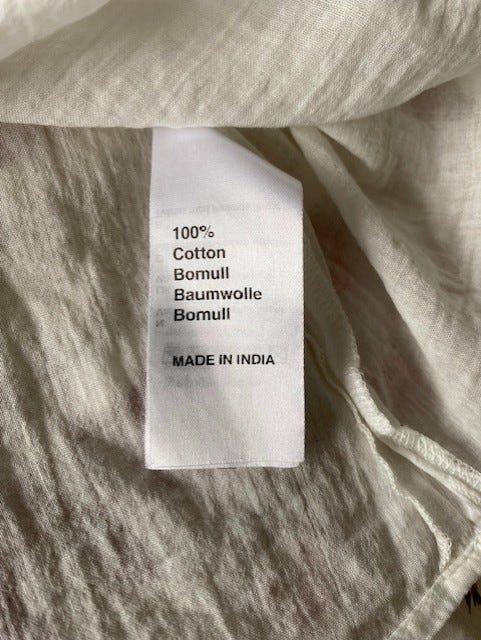 100%
Cotton
Bomull
Baumwolle
Bomull
MADE IN INDIA